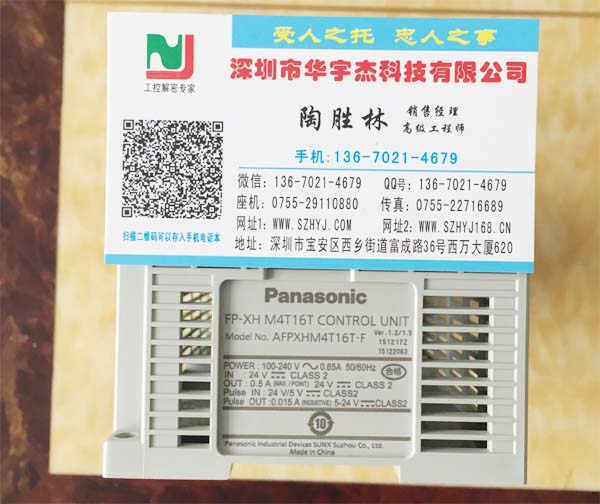 受人之托 忠人之事
工控解密专家
深圳市华宇杰科技有限公司
陶胜林 销售经理
高级工程师
手机:136-7021-4679
微信: 136-7021-4679 QQ号: 136-7021-4679
座机: 0755-29110880 传真: 0755-22716689
网址1: WWW.SZHYJ.COM 网址2: WWW.SZHYJ168.CN
地址: 深圳市宝安区西乡街道富成路36号西万大厦620
扫描二维码可以存入手机电话本
Panasonic
FP-XH M4T16T CONTROL UNIT
Model No. AFPXHM4T16T-F
Ver .1.2/1.5
151217Z
15122063
POWER : 100-240 V ~ 0.65A 50/60Hz
IN : 24 V ⎓ CLASS 2
OUT : 0.5 A (MAX./POINT) 24 V ⎓ CLASS 2
Pulse IN : 24 V/5 V ⎓ CLASS2
Pulse OUT : 0.015 A (RESISTIVE) 5-24 V ⎓ CLASS2
合格
10
Panasonic Industrial Devices SUNX Suzhou Co., Ltd.
Made in China